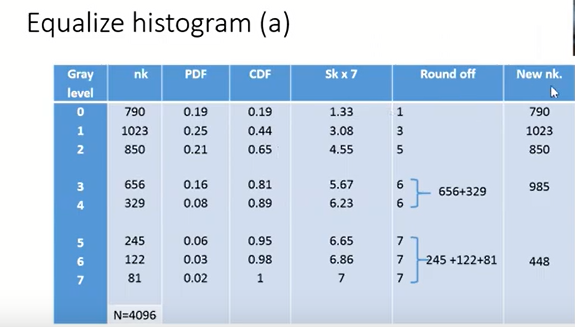 Equalize histogram (a)
Gray level nk PDF CDF Sk x 7 Round off New nk.
0 790 0.19 0.19 1.33 1 790
1 1023 0.25 0.44 3.08 3 1023
2 850 0.21 0.65 4.55 5 850
3 656 0.16 0.81 5.67 6 656+329 985
4 329 0.08 0.89 6.23 6
5 245 0.06 0.95 6.65 7
6 122 0.03 0.98 6.86 7 245 +122+81 448
7 81 0.02 1 7 7
N=4096